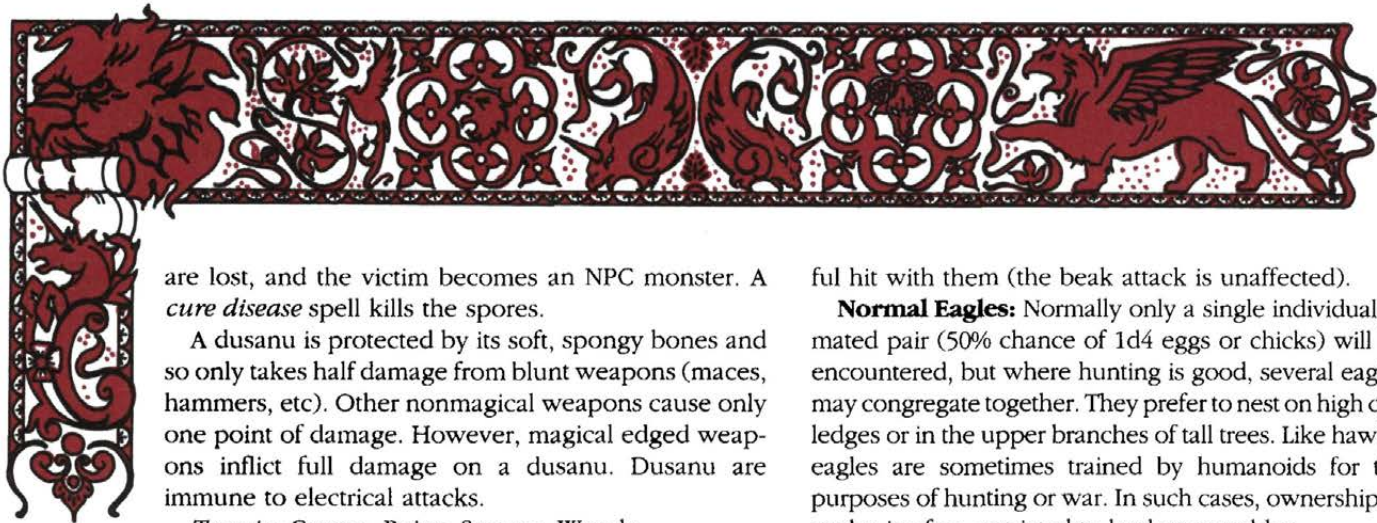 are lost, and the victim becomes an NPC monster. A
cure disease spell kills the spores.
A dusanu is protected by its soft, spongy bones and
so only takes half damage from blunt weapons (maces,
hammers, etc). Other nonmagical weapons cause only
one point of damage. However, magical edged weap-
ons inflict full damage on a dusanu. Dusanu are
immune to electrical attacks.
ful hit with them (the beak attack is unaffected).
Normal Eagles: Normally only a single individual
mated pair (50% chance of 1d4 eggs or chicks) will
encountered, but where hunting is good, several eag
may congregate together. They prefer to nest on high c
ledges or in the upper branches of tall trees. Like haw
eagles are sometimes trained by humanoids for t
purposes of hunting or war. In such cases, ownership